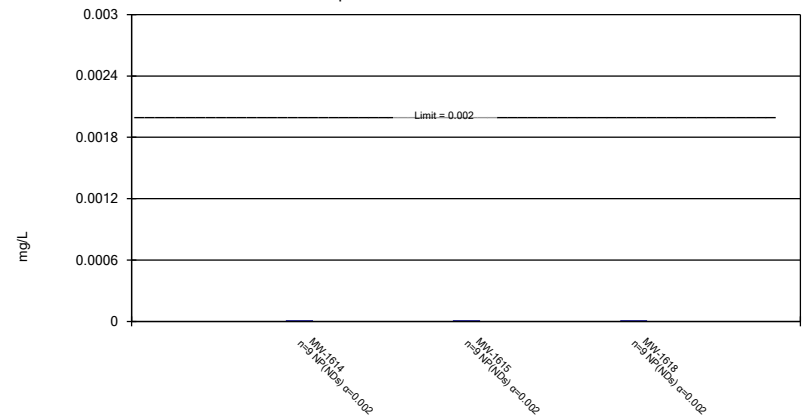 0.003
0.0024
Limit = 0.002
0.0018
0.0012
mg/L
0.0006
0
MW-1614
n=9 NP(NDs) α=0.002
MW-1615
n=9 NP(NDs) α=0.002
MW-1618
n=9 NP(NDs) α=0.002